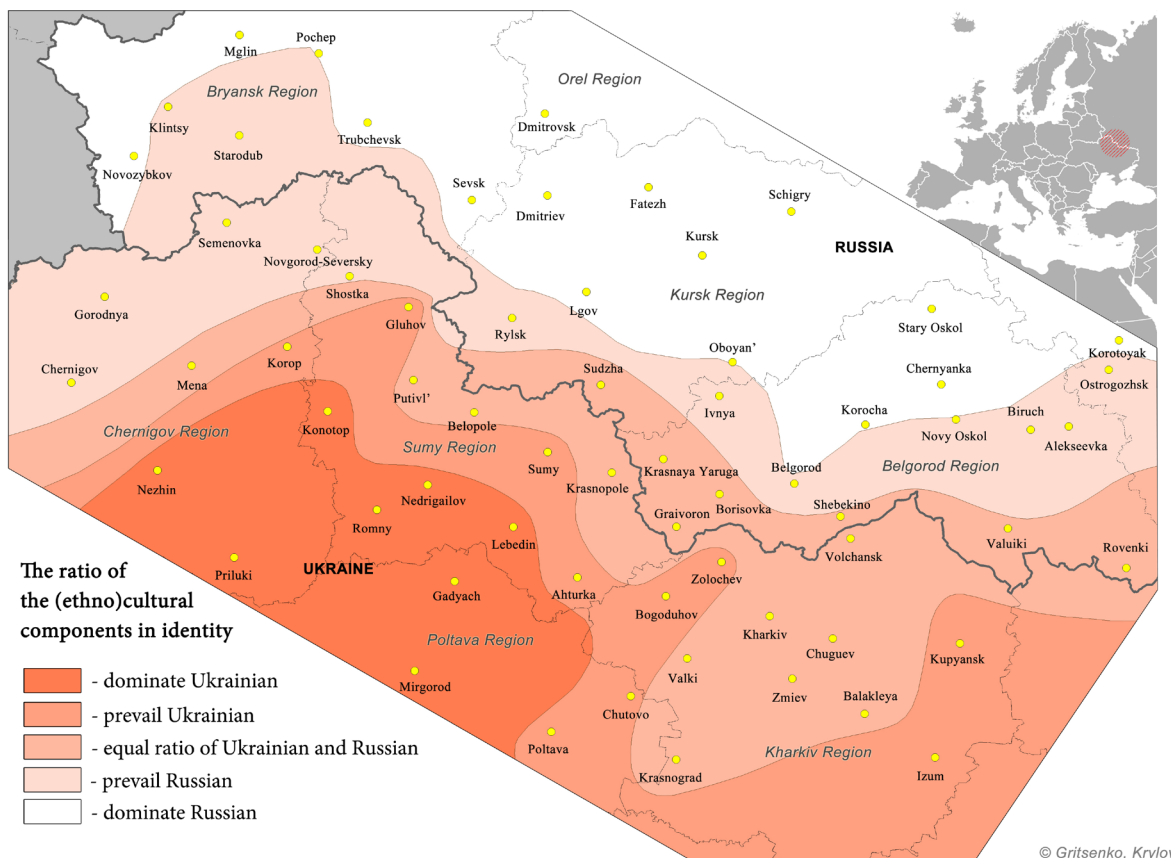 Mglin
Pochep
Orel Region
Bryansk Region
Klintsy
Dmitrovsk
Trubchevsk
Starodub
Novozybkov
Sevsk
Dmitriev
Fatezh
Schigry
Semenovka
Kursk
RUSSIA
Novgorod-Seversky
Shostka
Kursk Region
Gorodnya
Gluhov
Rylsk
Lgov
Stary Oskol
Korop
Oboyan’
Korotoyak
Chernigov
Mena
Putivl’
Sudzha
Chernyanka
Ostrogozhsk
Ivnya
Chernigov Region
Konotop
Belopole
Korocha
Biruch
Sumy Region
Novy Oskol
Alekseevka
Sumy
Krasnaya Yaruga
Belgorod
Belgorod Region
Nezhin
Nedrigailov
Krasnopole
Borisovka
Shebekino
Romny
Lebedin
Graivoron
Volchansk
Valuiki
Rovenki
Priluki
UKRAINE
Zolochev
Gadyach
Ahturka
Bogoduhov
Kharkiv
Poltava Region
Chuguev
Kupyansk
Mirgorod
Valki
Zmiev
Balakleya
Chutovo
Poltava
Kharkiv Region
Krasnograd
Izum
The ratio of
the (ethno)cultural
components in identity
- dominate Ukrainian
- prevail Ukrainian
- equal ratio of Ukrainian and Russian
- prevail Russian
- dominate Russian
© Gritsenko, Krylov